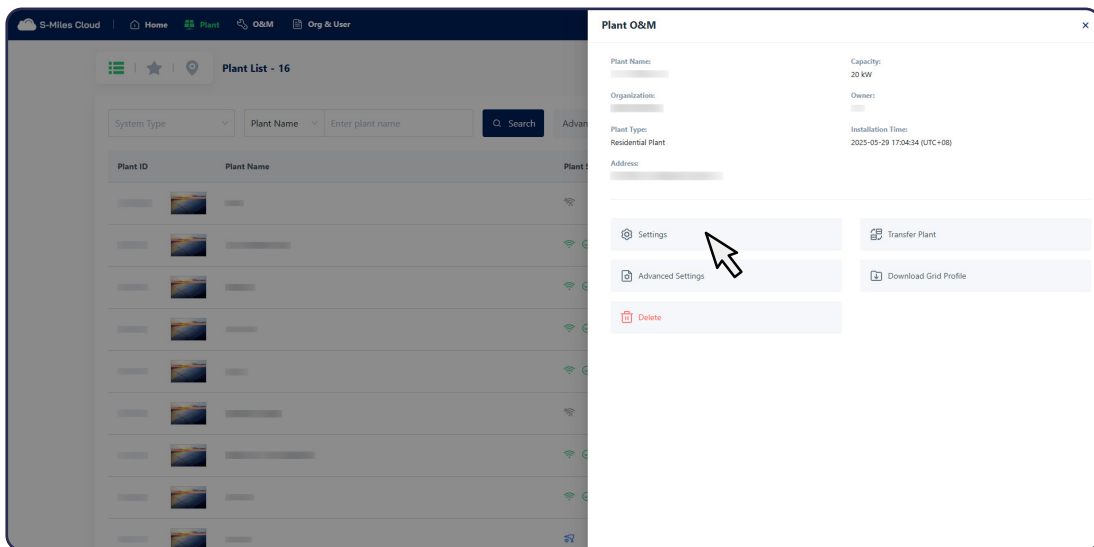 S-Miles Cloud Home Plant O&M Org & User
Plant List - 16
System Type Plant Name Enter plant name Search Advan
Plant ID Plant Name Plant S
Plant O&M
Plant Name: Capacity:
20 kW
Organization: Owner:
Plant Type: Installation Time:
Residential Plant 2025-05-29 17:04:34 (UTC+08)
Address:
Settings Transfer Plant
Advanced Settings Download Grid Profile
Delete